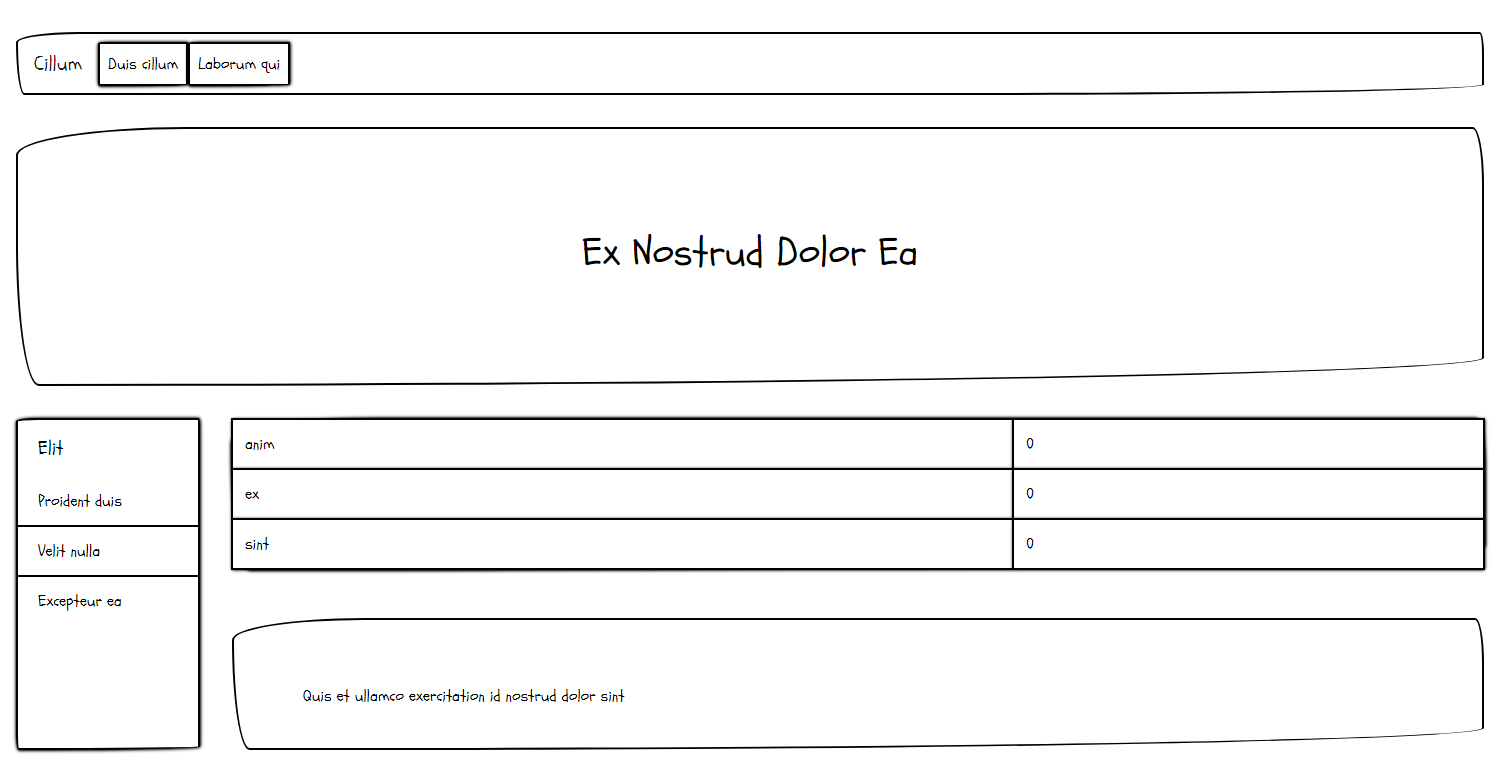 Cillum Duis cillum Laborum qui
Ex Nostrud Dolor Ea
Elit
Proident duis
Velit nulla
Excepteur ea
anim 0
ex 0
sint 0
Quis et ullamco exercitation id nostrud dolor sint